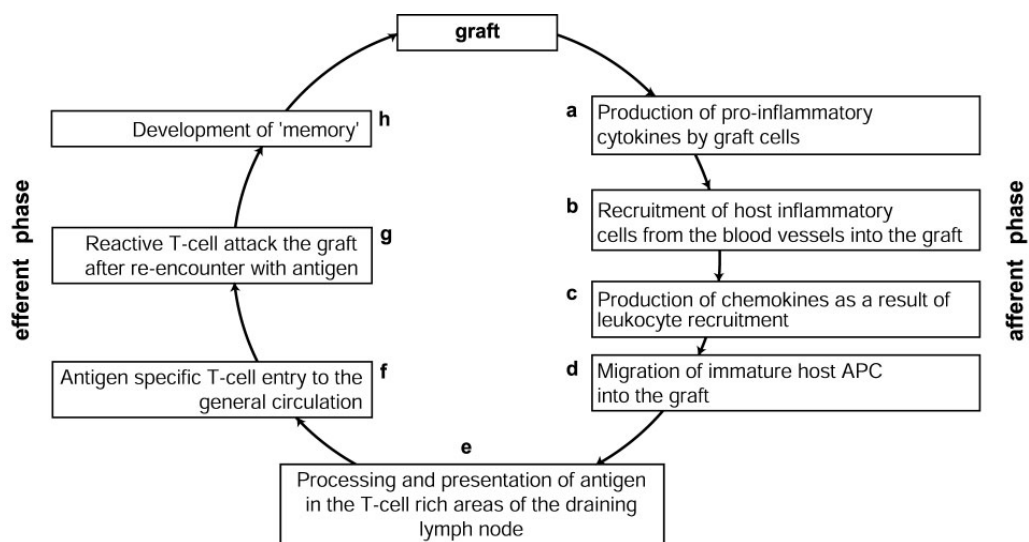 graft
a
Production of pro-inflammatory
cytokines by graft cells
b
Recruitment of host inflammatory
cells from the blood vessels into the graft
c
Production of chemokines as a result of
leukocyte recruitment
d
Migration of immature host APC
into the graft
afferent phase
e
Processing and presentation of antigen
in the T-cell rich areas of the draining
lymph node
f
Antigen specific T-cell entry to the
general circulation
g
Reactive T-cell attack the graft
after re-encounter with antigen
h
Development of 'memory'
efferent phase